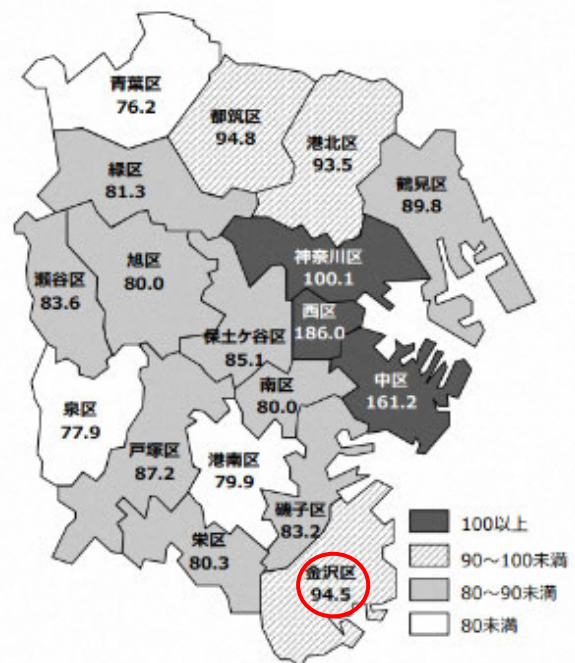 青葉区
76.2
都筑区
94.8
港北区
93.5
緑区
81.3
鶴見区
89.8
神奈川区
100.1
瀬谷区
83.6
旭区
80.0
西区
186.0
保土ケ谷区
85.1
中区
161.2
南区
80.0
泉区
77.9
戸塚区
87.2
港南区
79.9
磯子区
83.2
栄区
80.3
金沢区
94.5
100以上
90～100未満
80～90未満
80未満